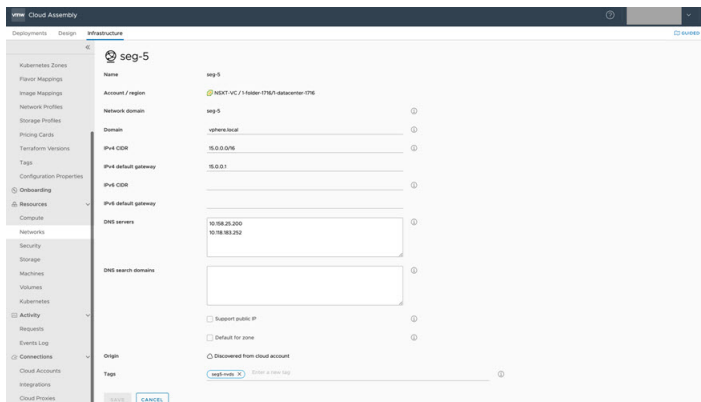 vmw Cloud Assembly
Deployments Design Infrastructure GUIDED
seg-5
Kubernetes Zones
Flavor Mappings
Image Mappings
Network Profiles
Storage Profiles
Pricing Cards
Terraform Versions
Tags
Configuration Properties
Onboarding
Resources
Compute
Networks
Security
Storage
Machines
Volumes
Kubernetes
Activity
Requests
Events Log
Connections
Cloud Accounts
Integrations
Cloud Proxies
Name seg-5
Account / region NSXT-VC / 1-folder-1716/1-datacenter-1716
Network domain seg-5
Domain vphere.local
IPv4 CIDR 15.0.0.0/16
IPv4 default gateway 15.0.0.1
IPv6 CIDR
IPv6 default gateway
DNS servers 10.158.25.200
10.118.183.252
DNS search domains
Support public IP
Default for zone
Origin Discovered from cloud account
Tags seg5-nvds X Enter a new tag
SAVE CANCEL